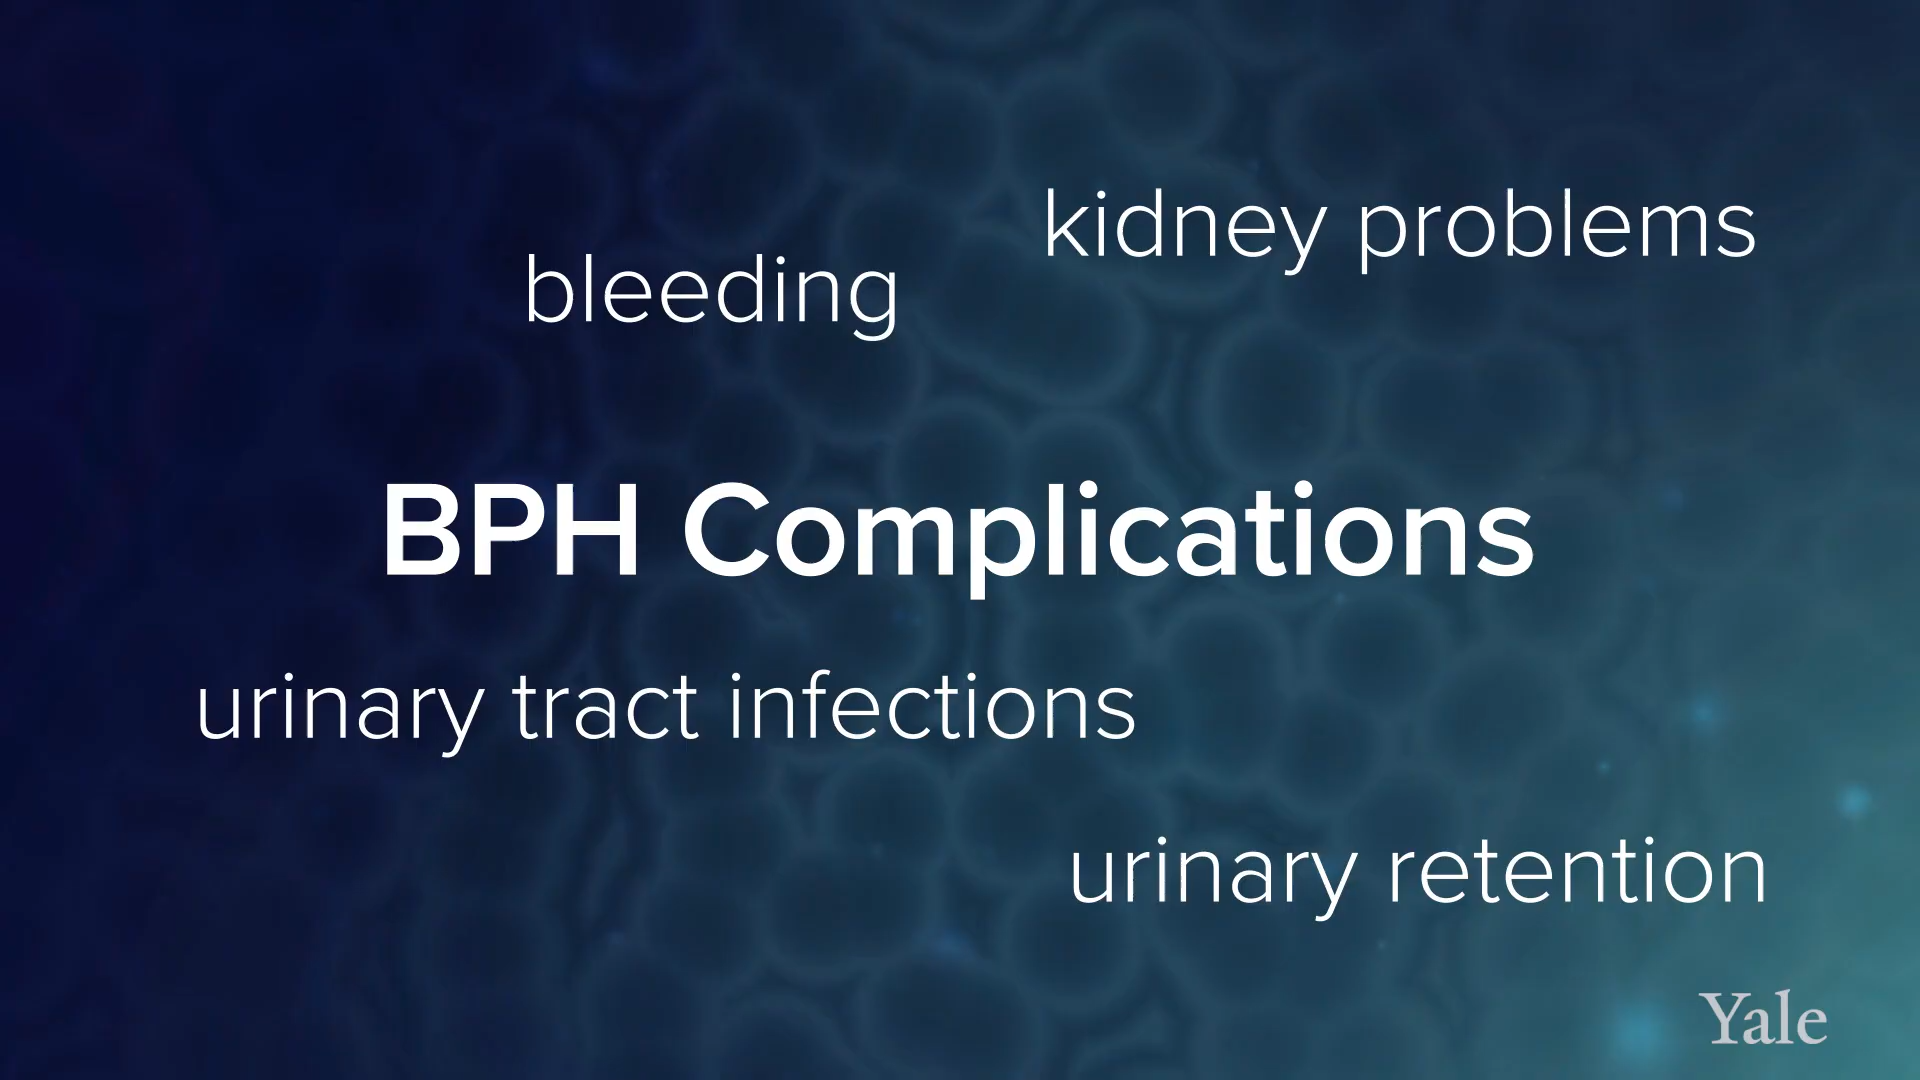 kidney problems
bleeding
BPH Complications
urinary tract infections
urinary retention
Yale